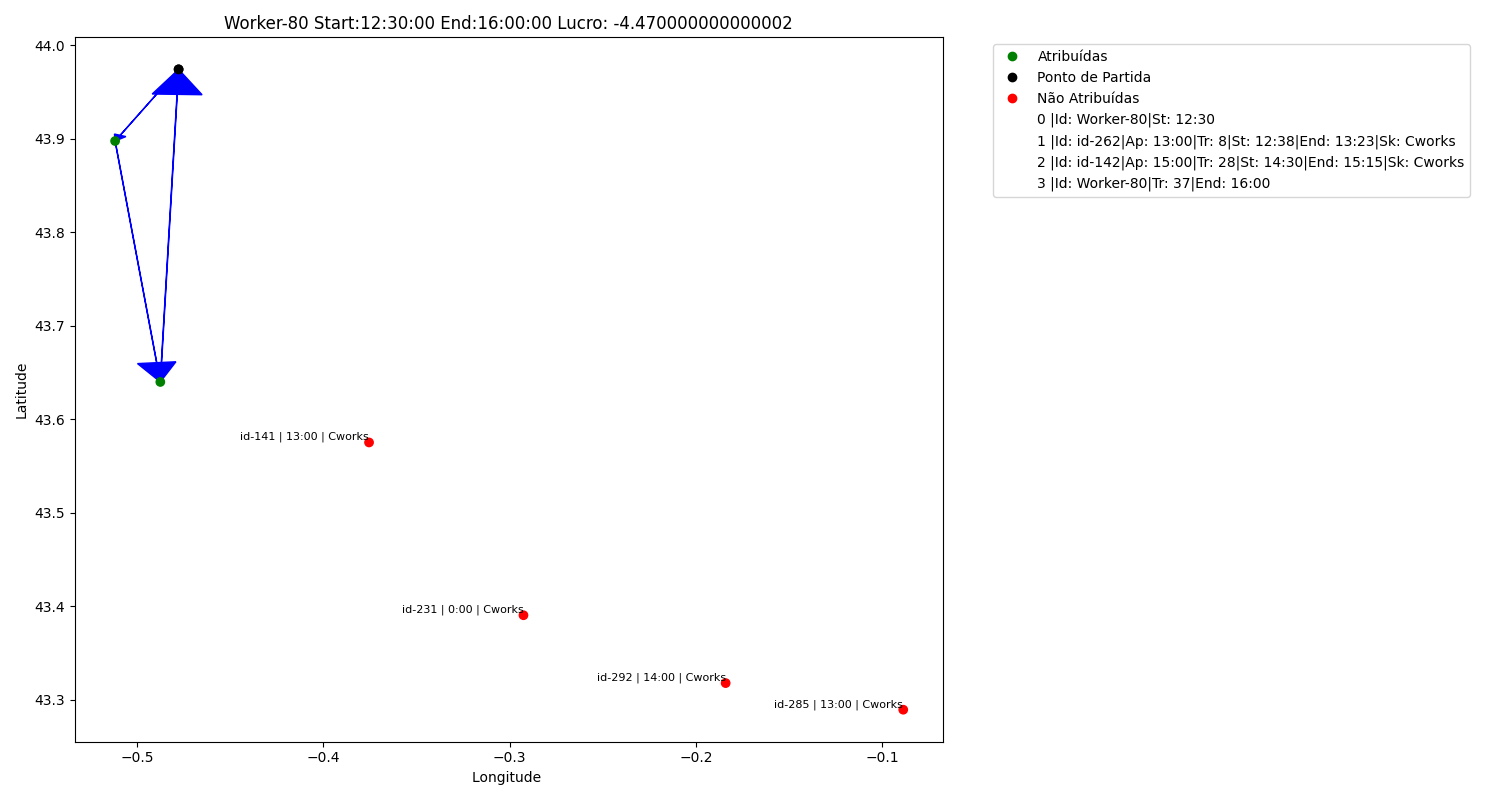 Worker-80 Start:12:30:00 End:16:00:00 Lucro: -4.470000000000002
44.0
43.9
43.8
43.7
43.6
43.5
43.4
43.3
Latitude
id-141 | 13:00 | Cworks
id-231 | 0:00 | Cworks
id-292 | 14:00 | Cworks
id-285 | 13:00 | Cworks
−0.5
−0.4
−0.3
−0.2
−0.1
Longitude
Atribuídas
Ponto de Partida
Não Atribuídas
0 |Id: Worker-80|St: 12:30
1 |Id: id-262|Ap: 13:00|Tr: 8|St: 12:38|End: 13:23|Sk: Cworks
2 |Id: id-142|Ap: 15:00|Tr: 28|St: 14:30|End: 15:15|Sk: Cworks
3 |Id: Worker-80|Tr: 37|End: 16:00